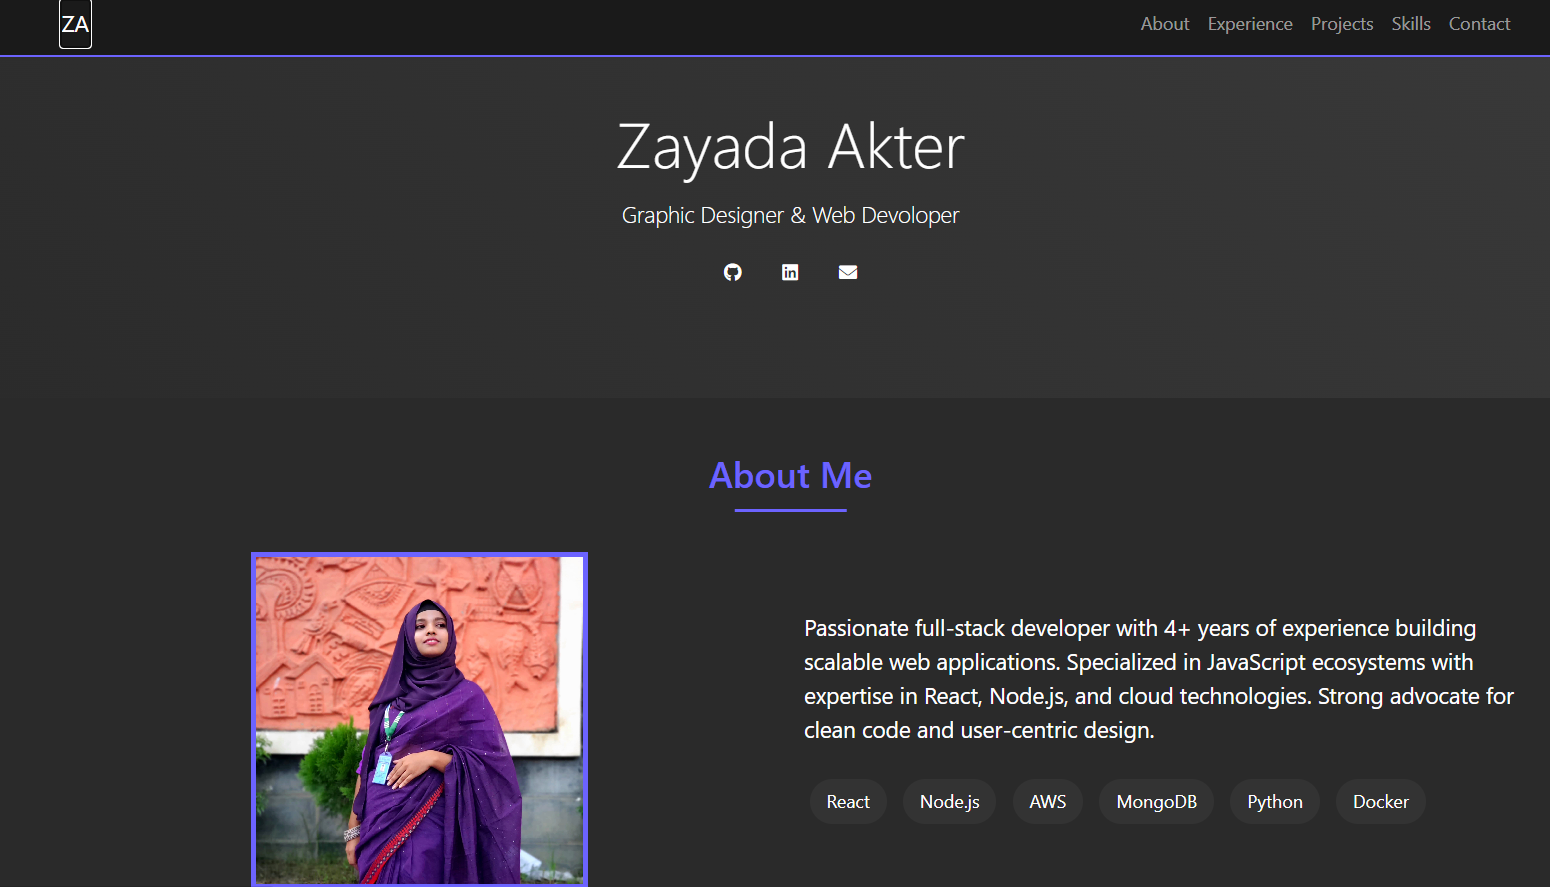 ZA
About Experience Projects Skills Contact
Zayada Akter
Graphic Designer & Web Devoloper
About Me
Passionate full-stack developer with 4+ years of experience building
scalable web applications. Specialized in JavaScript ecosystems with
expertise in React, Node.js, and cloud technologies. Strong advocate for
clean code and user-centric design.
React Node.js AWS MongoDB Python Docker